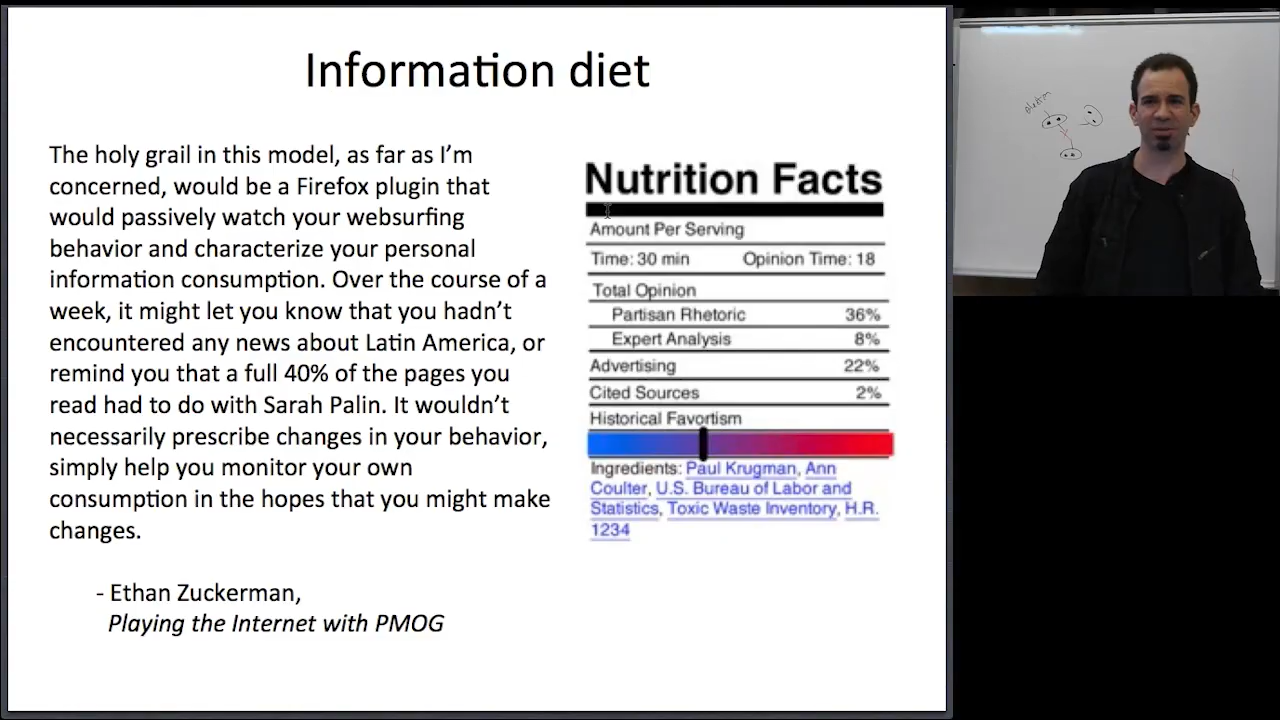 Information diet
The holy grail in this model, as far as I’m
concerned, would be a Firefox plugin that
would passively watch your websurfing
behavior and characterize your personal
information consumption. Over the course of a
week, it might let you know that you hadn’t
encountered any news about Latin America, or
remind you that a full 40% of the pages you
read had to do with Sarah Palin. It wouldn’t
necessarily prescribe changes in your behavior,
simply help you monitor your own
consumption in the hopes that you might make
changes.
- Ethan Zuckerman,
Playing the Internet with PMOG
Nutrition Facts
Amount Per Serving
Time: 30 min Opinion Time: 18
Total Opinion
Partisan Rhetoric 36%
Expert Analysis 8%
Advertising 22%
Cited Sources 2%
Historical Favortism
Ingredients: Paul Krugman, Ann
Coulter, U.S. Bureau of Labor and
Statistics, Toxic Waste Inventory, H.R.
1234